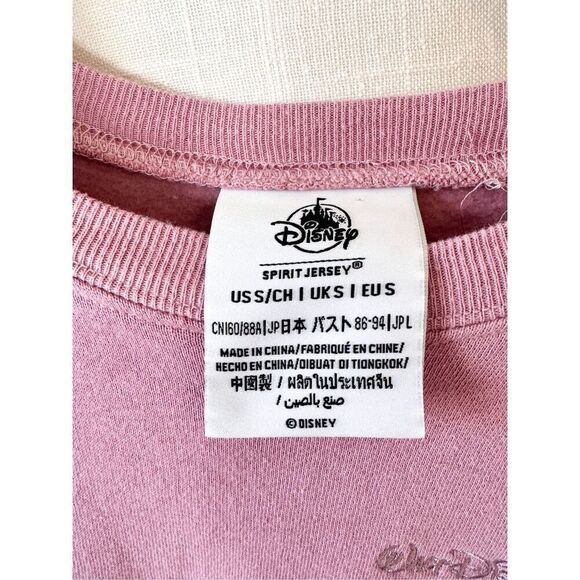 Disney
SPIRIT JERSEY®
US S/CH | UK S | EU S
CN160/88A|JP日本 バスト 86-94|JP L
MADE IN CHINA/FABRIQUÉ EN CHINE/
HECHO EN CHINA/DIBUAT DI TIONGKOK/
中國製 / ผลิตในประเทศจีน
/ صنع بالصين
© DISNEY